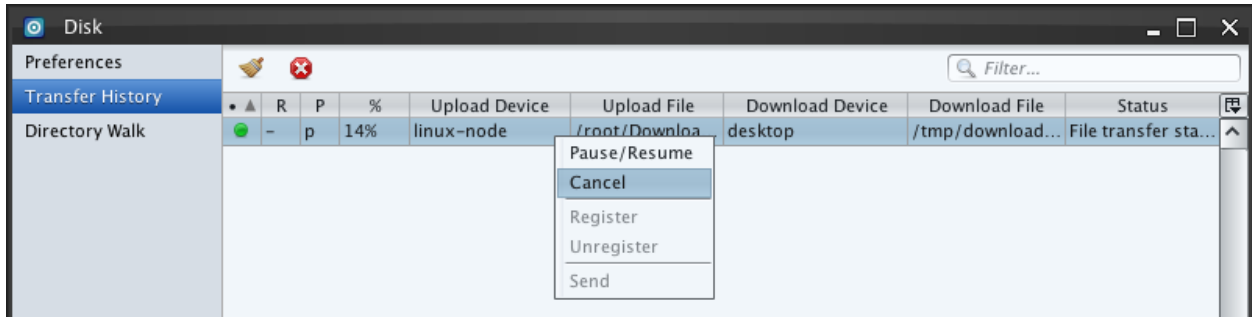 Disk
Preferences
Transfer History
Directory Walk
Filter...
R P % Upload Device Upload File Download Device Download File Status
– p 14% linux-node /root/Downloa... desktop /tmp/download... File transfer sta...
Pause/Resume
Cancel
Register
Unregister
Send